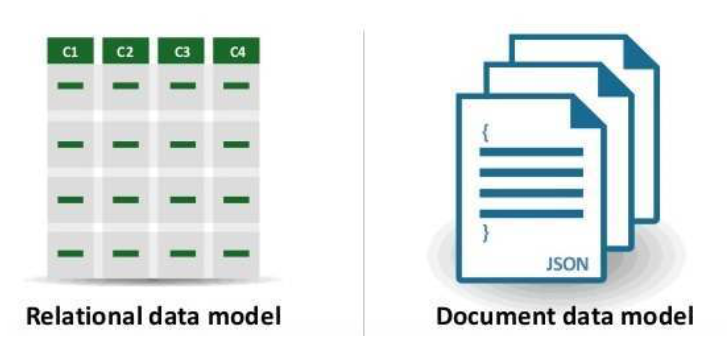 C1 C2 C3 C4
{
}
JSON
Relational data model
Document data model